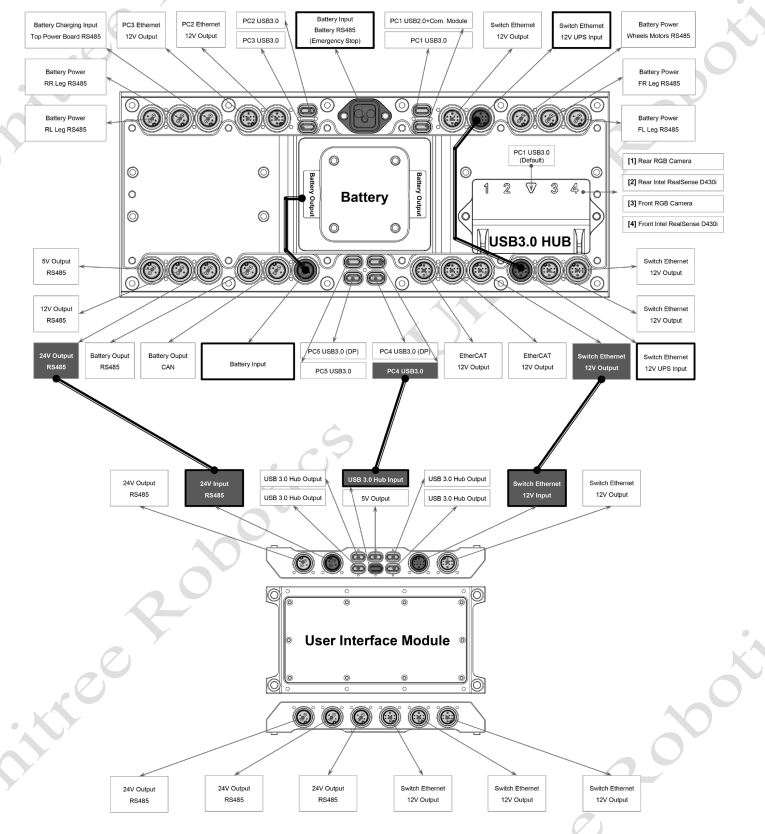 Battery Charging Input
Top Power Board RS485
PC3 Ethernet
12V Output
PC2 Ethernet
12V Output
PC2 USB3.0
PC3 USB3.0
Battery Input
Battery RS485
(Emergency Stop)
PC1 USB2.0+Com. Module
PC1 USB3.0
Switch Ethernet
12V Output
Switch Ethernet
12V UPS Input
Battery Power
Wheels Motors RS485
Battery Power
RR Leg RS485
Battery Power
FR Leg RS485
Battery Power
RL Leg RS485
Battery Power
FL Leg RS485
PC1 USB3.0
(Default)
1 2 3 4
[1] Rear RGB Camera
[2] Rear Intel RealSense D430i
[3] Front RGB Camera
[4] Front Intel RealSense D430i
Battery Output
Battery
Battery Output
USB3.0 HUB
5V Output
RS485
Switch Ethernet
12V Output
12V Output
RS485
Switch Ethernet
12V Output
24V Output
RS485
Battery Ouput
RS485
Battery Ouput
CAN
Battery Input
PC5 USB3.0 (DP)
PC5 USB3.0
PC4 USB3.0 (DP)
PC4 USB3.0
EtherCAT
12V Output
EtherCAT
12V Output
Switch Ethernet
12V Output
Switch Ethernet
12V UPS Input
24V Output
RS485
24V Input
RS485
USB 3.0 Hub Output
USB 3.0 Hub Output
USB 3.0 Hub Input
5V Output
USB 3.0 Hub Output
USB 3.0 Hub Output
Switch Ethernet
12V Input
Switch Ethernet
12V Output
User Interface Module
24V Output
RS485
24V Output
RS485
24V Output
RS485
Switch Ethernet
12V Output
Switch Ethernet
12V Output
Switch Ethernet
12V Output
Unitree Robotics